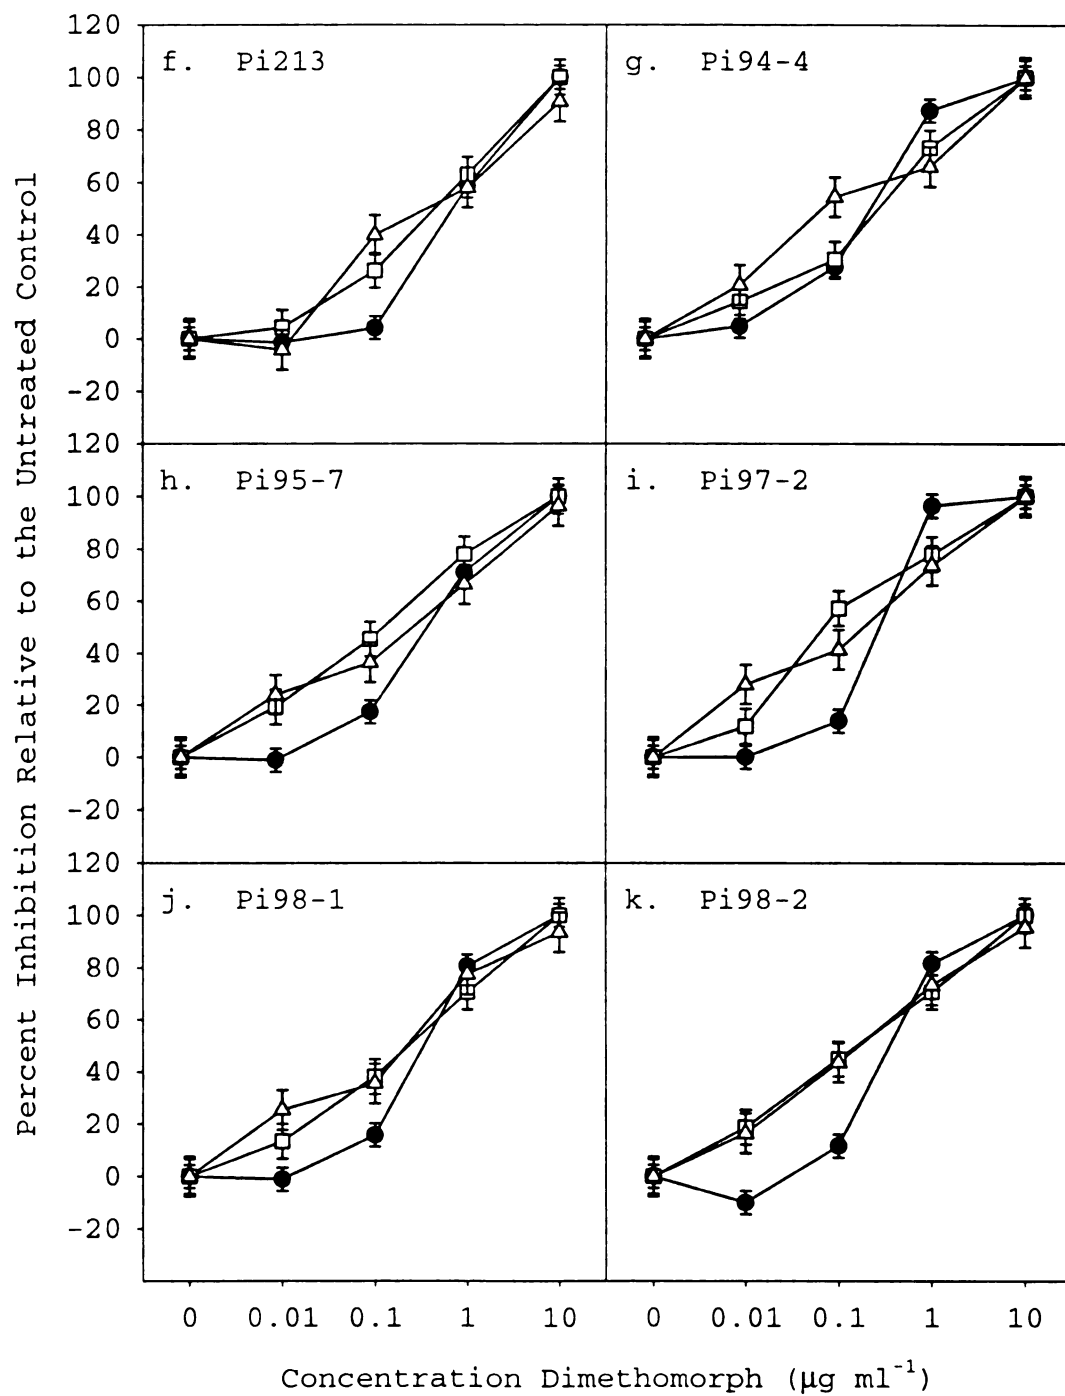 Percent Inhibition Relative to the Untreated Control
120
100
80
60
40
20
0
-20
120
100
80
60
40
20
0
-20
120
100
80
60
40
20
0
-20
f. Pi213
g. Pi94-4
h. Pi95-7
i. Pi97-2
j. Pi98-1
k. Pi98-2
0 0.01 0.1 1 10 0 0.01 0.1 1 10
Concentration Dimethomorph (µg ml⁻¹)